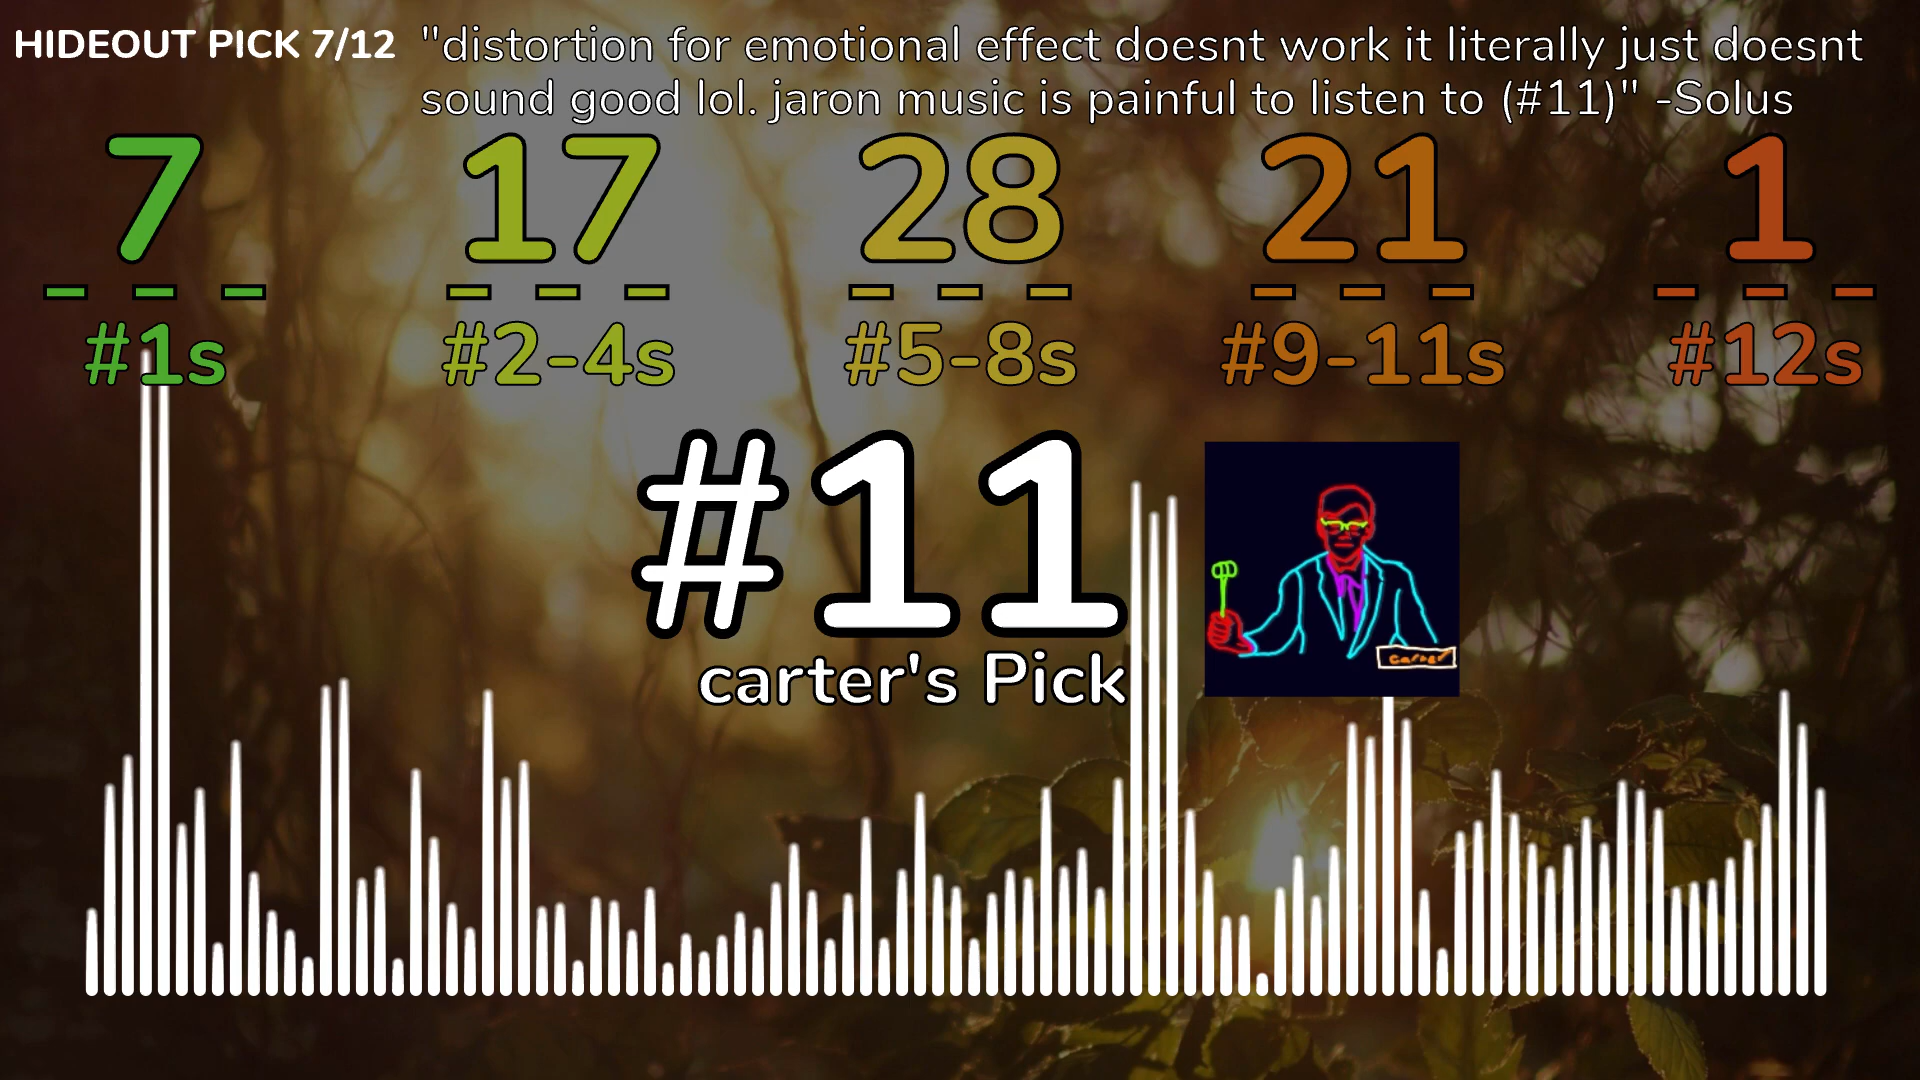 HIDEOUT PICK 7/12
"distortion for emotional effect doesnt work it literally just doesnt
sound good lol. jaron music is painful to listen to (#11)" -Solus
7 17 28 21 1
#1s #2-4s #5-8s #9-11s #12s
#11
carter's Pick
Carter